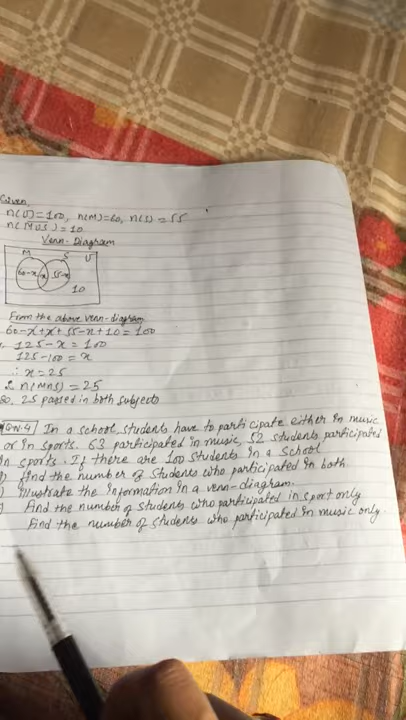 Given,
n(U)=100, n(M)=60, n(S)=55
n(MUS)=10
Venn-Diagram
M S U
60-x x 55-x
10
From the above venn-diagram
60-x+x+55-x+10=100
125-x=100
125-100=x
∴ x=25
∴ n(MnS)=25
so, 25 passed in both subjects
Q.N.4 In a school, students have to participate either in music
or in sports. 63 participated in music, 52 students participated
in sports. If there are 100 students in a school
) find the number of students who participated in both.
) illustrate the information in a venn-diagram.
) find the number of students who participated in sport only
Find the number of students who participated in music only.